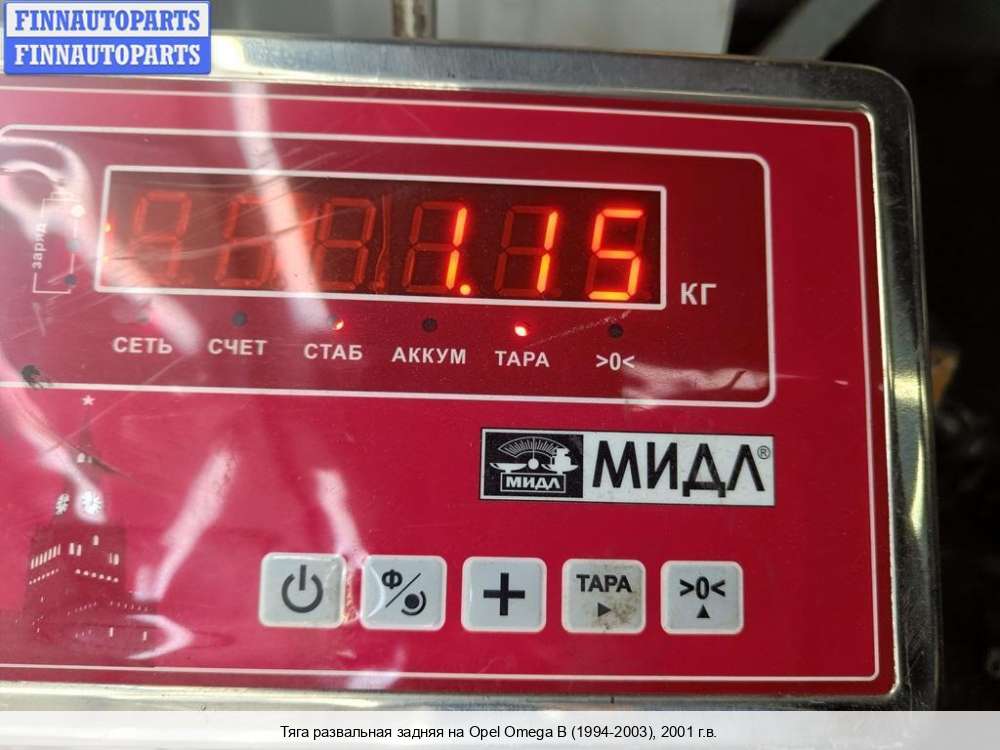 FINNAUTOPARTS
FINNAUTOPARTS
заряд
1.15
КГ
СЕТЬ СЧЕТ СТАБ АККУМ ТАРА >0<
МИДЛ
МИДЛ®
Ф
ТАРА
>0<
Тяга развальная задняя на Opel Omega B (1994-2003), 2001 г.в.